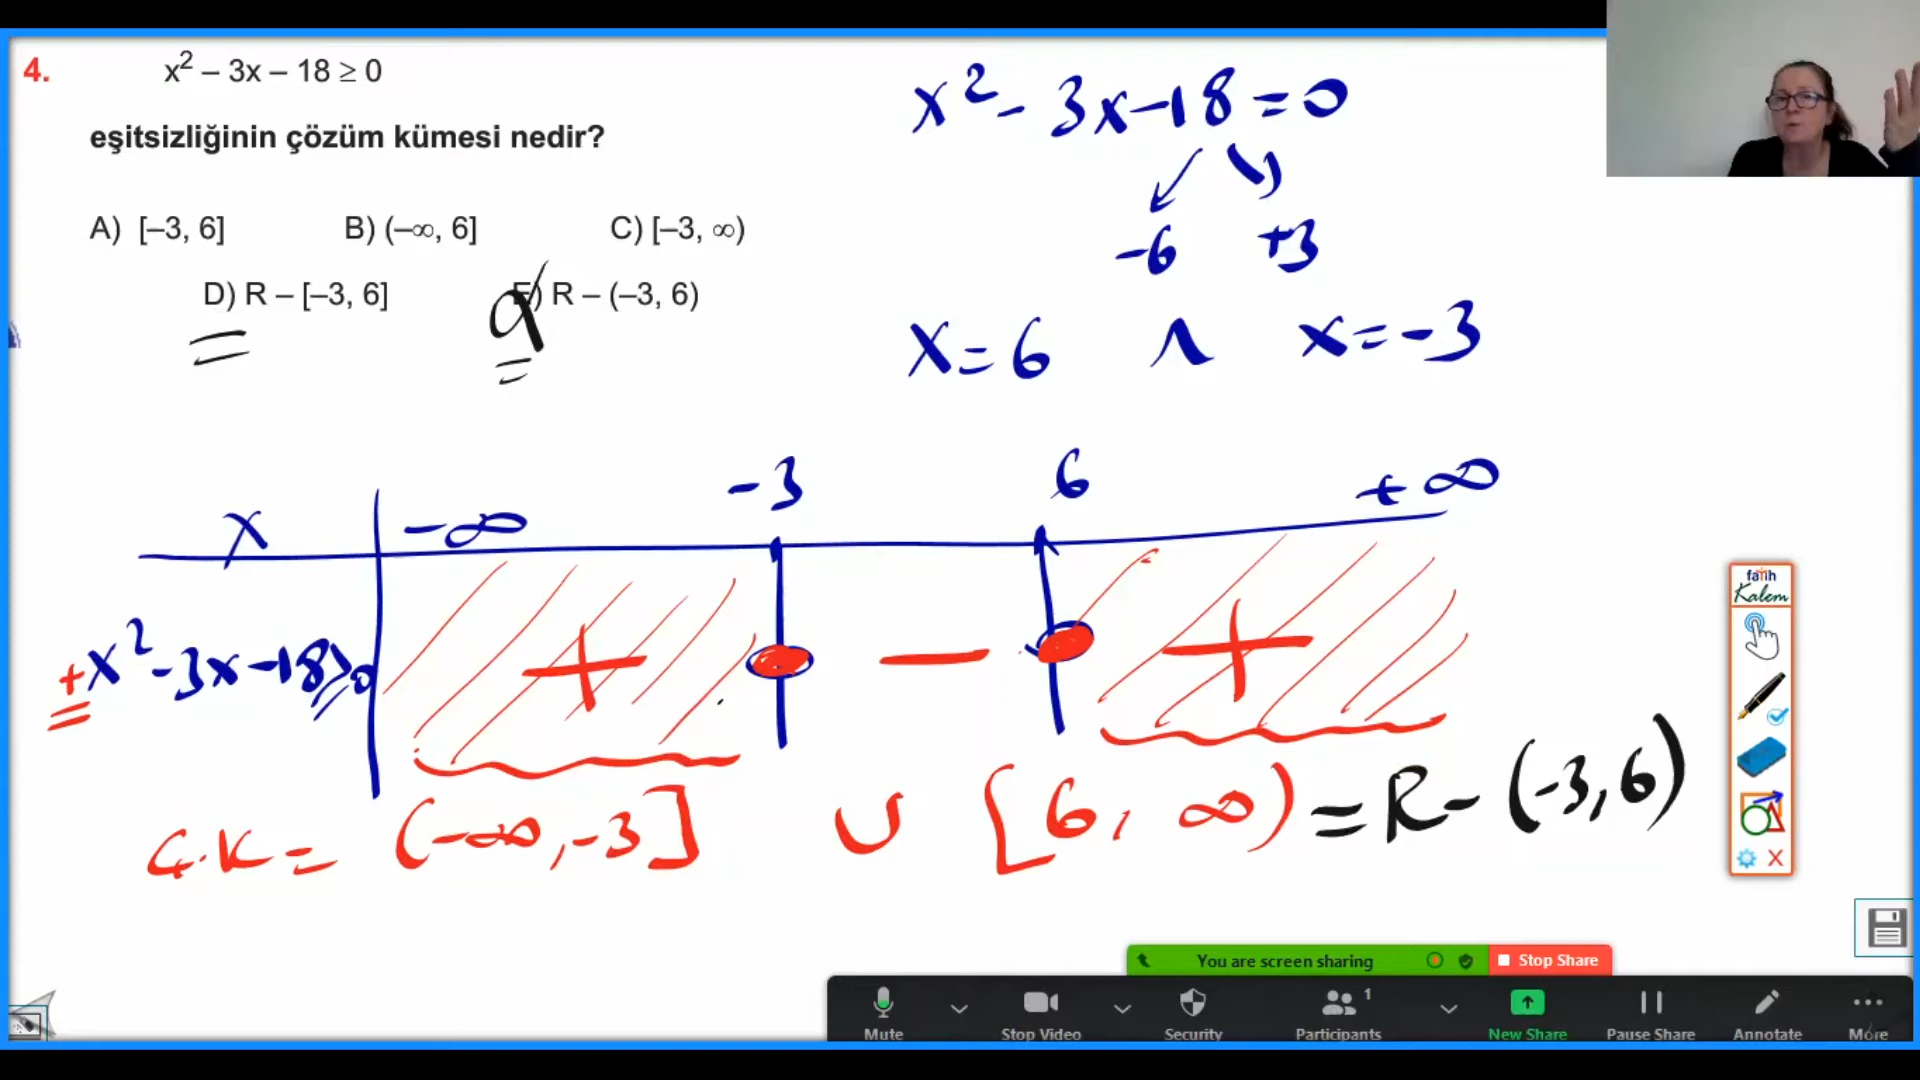 4. x² – 3x – 18 ≥ 0
eşitsizliğinin çözüm kümesi nedir?
A) [–3, 6] B) (–∞, 6] C) [–3, ∞)
D) R – [–3, 6] E) R – (–3, 6)
x² - 3x - 18 = 0
-6 +3
x = 6 ∧ x = -3
x -∞ -3 6 + ∞
+x² - 3x - 18 ≥ 0 + - +
Ç.K = (-∞, -3] ∪ [6, ∞) = R - (-3, 6)
fatih
Kalem
You are screen sharing Stop Share
Mute Stop Video Security Participants 1 New Share Pause Share Annotate More